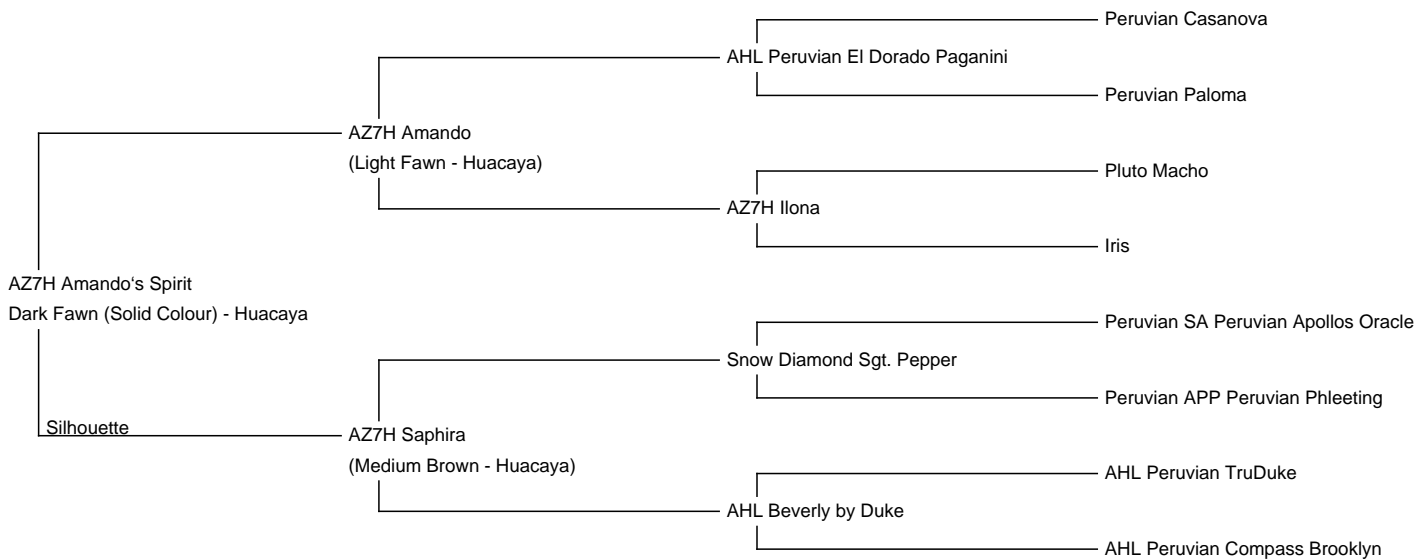 Peruvian Casanova
AHL Peruvian El Dorado Paganini
Peruvian Paloma
AZ7H Amando
(Light Fawn - Huacaya)
Pluto Macho
AZ7H Ilona
Iris
AZ7H Amando‘s Spirit
Dark Fawn (Solid Colour) - Huacaya
Peruvian SA Peruvian Apollos Oracle
Snow Diamond Sgt. Pepper
Peruvian APP Peruvian Phleeting
Silhouette
AZ7H Saphira
(Medium Brown - Huacaya)
AHL Peruvian TruDuke
AHL Beverly by Duke
AHL Peruvian Compass Brooklyn